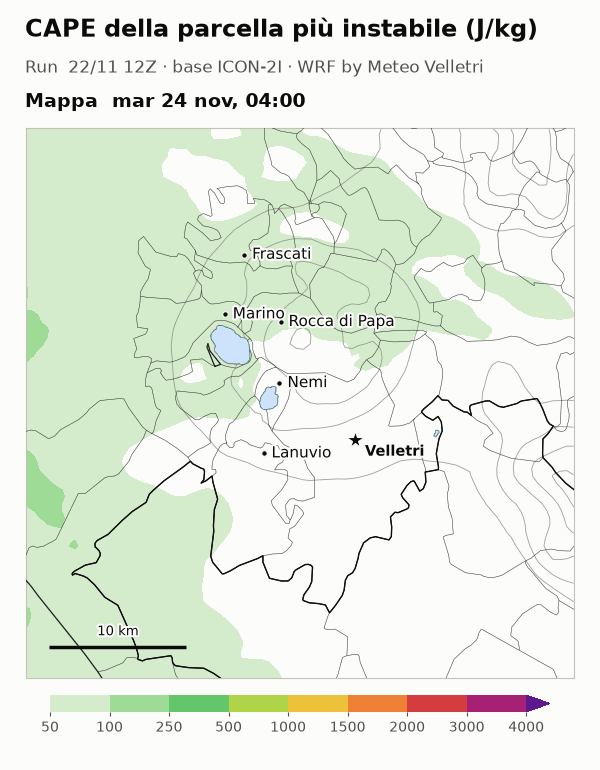 CAPE della parcella più instabile (J/kg)
Run  22/11 12Z · base ICON-2I · WRF by Meteo Velletri
Mappa  mar 24 nov, 04:00
Frascati
Marino
Rocca di Papa
Nemi
Velletri
Lanuvio
10 km
50 100 250 500 1000 1500 2000 3000 4000